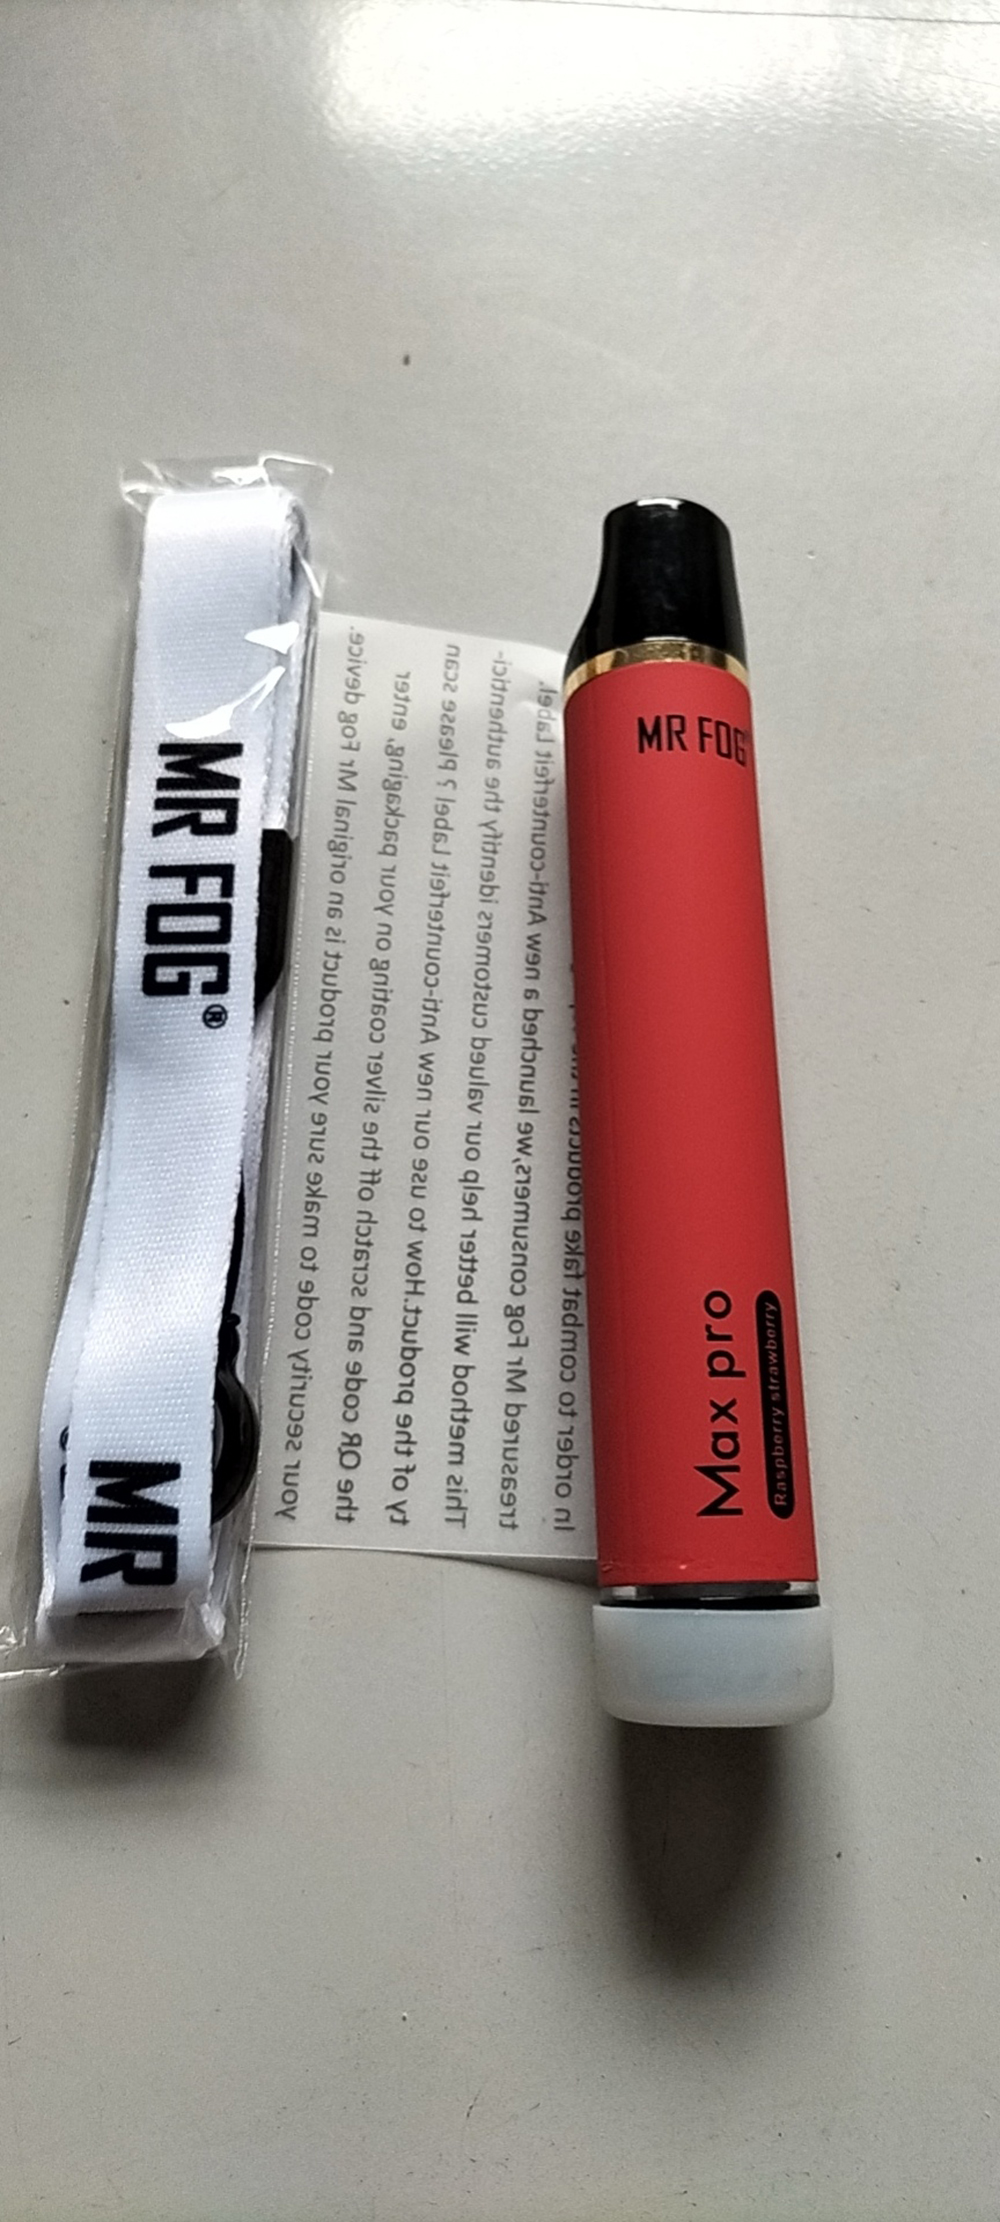 MR FOG®
MR
In order to combat fake products in
treasured Mr Fog consumers,we launched a new Anti-counterfeit Label.
This method will better help our valued customers identify the authentici-
ty of the product.How to use our new Anti-counterfeit Label ? please scan
the QR code and scratch off the silver coating on your packaging, enter
your security code to make sure your product is an original Mr Fog device.
MR FOG
Max pro
Raspberry strawberry